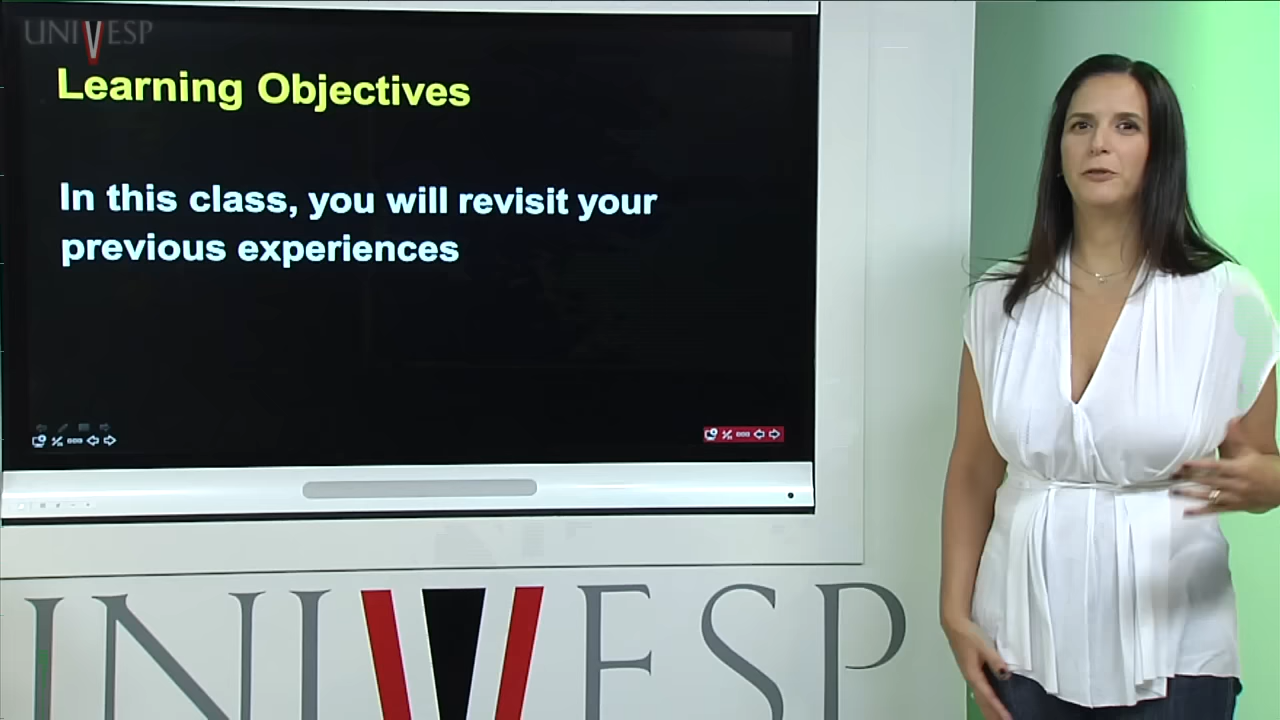 UNIVESP
Learning Objectives
In this class, you will revisit your
previous experiences
UNIVESP